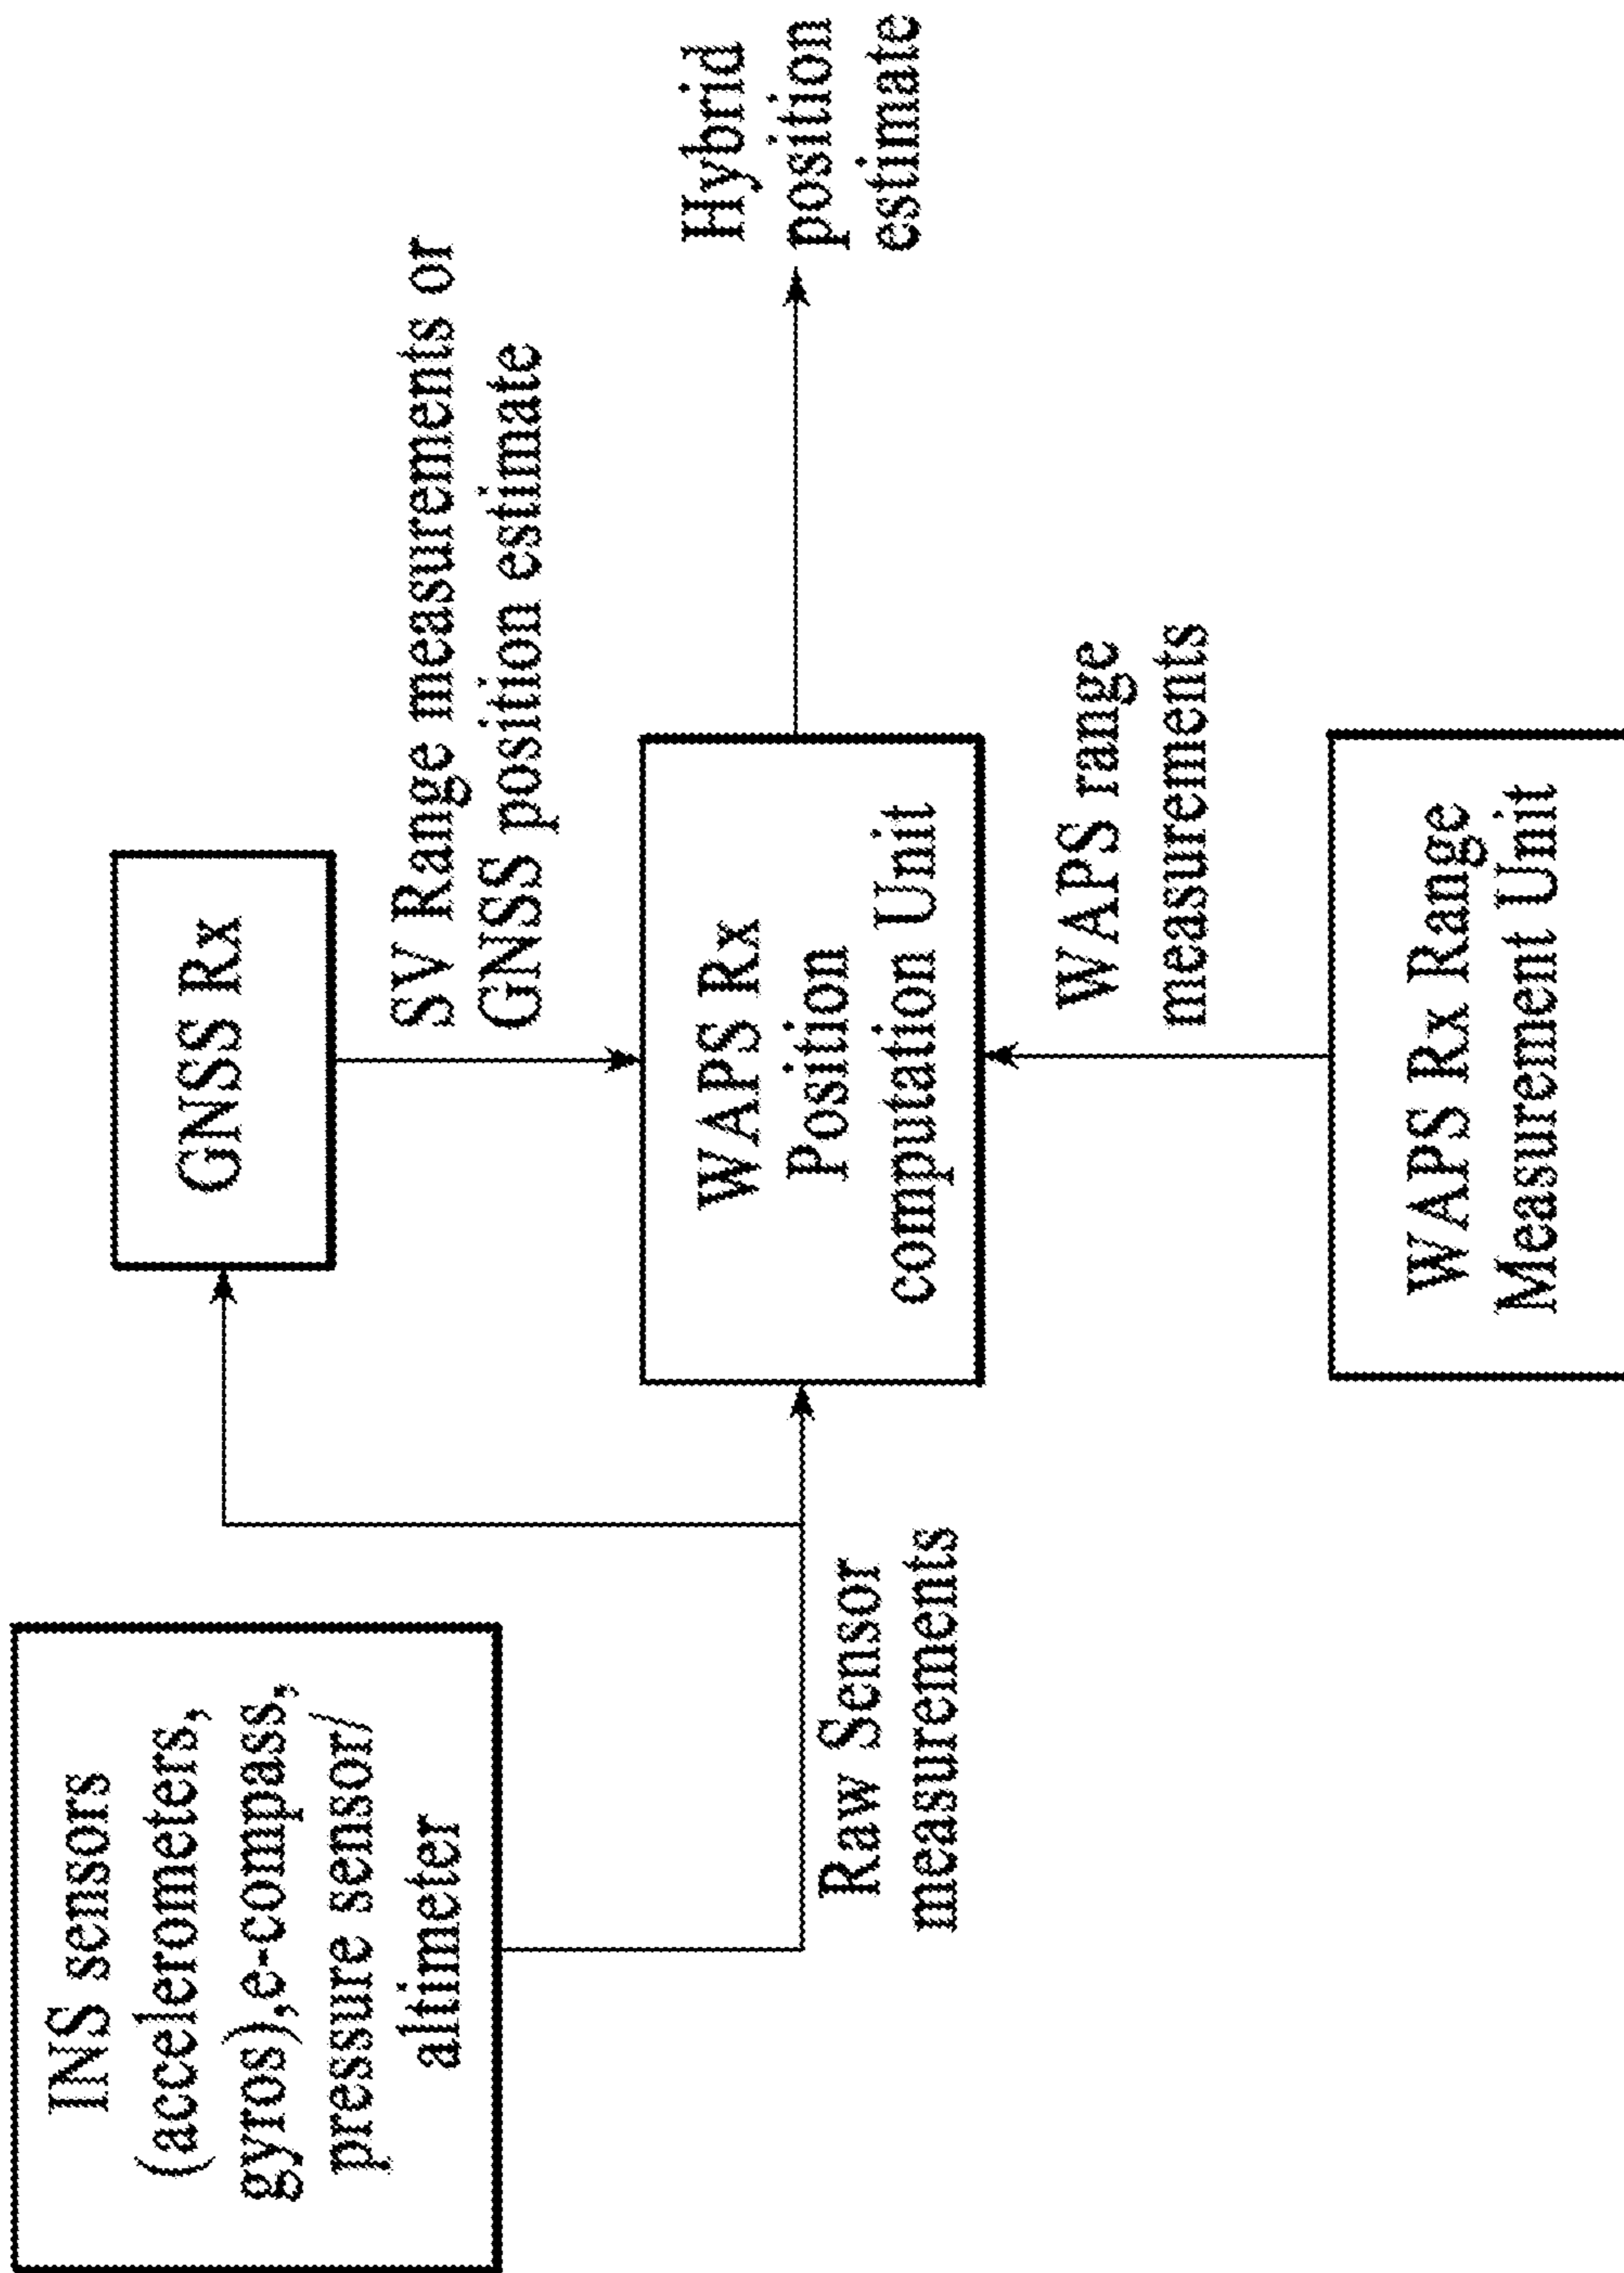 INS sensors
(accelerometers,
gyros),e-compass,
pressure sensor/
altimeter
GNSS Rx
SV Range measurements or
GNSS position estimate
Raw Sensor
measurements
WAPS Rx
Position
computation Unit
Hybrid
position
estimate
WAPS range
measurements
WAPS Rx Range
Measurement Unit